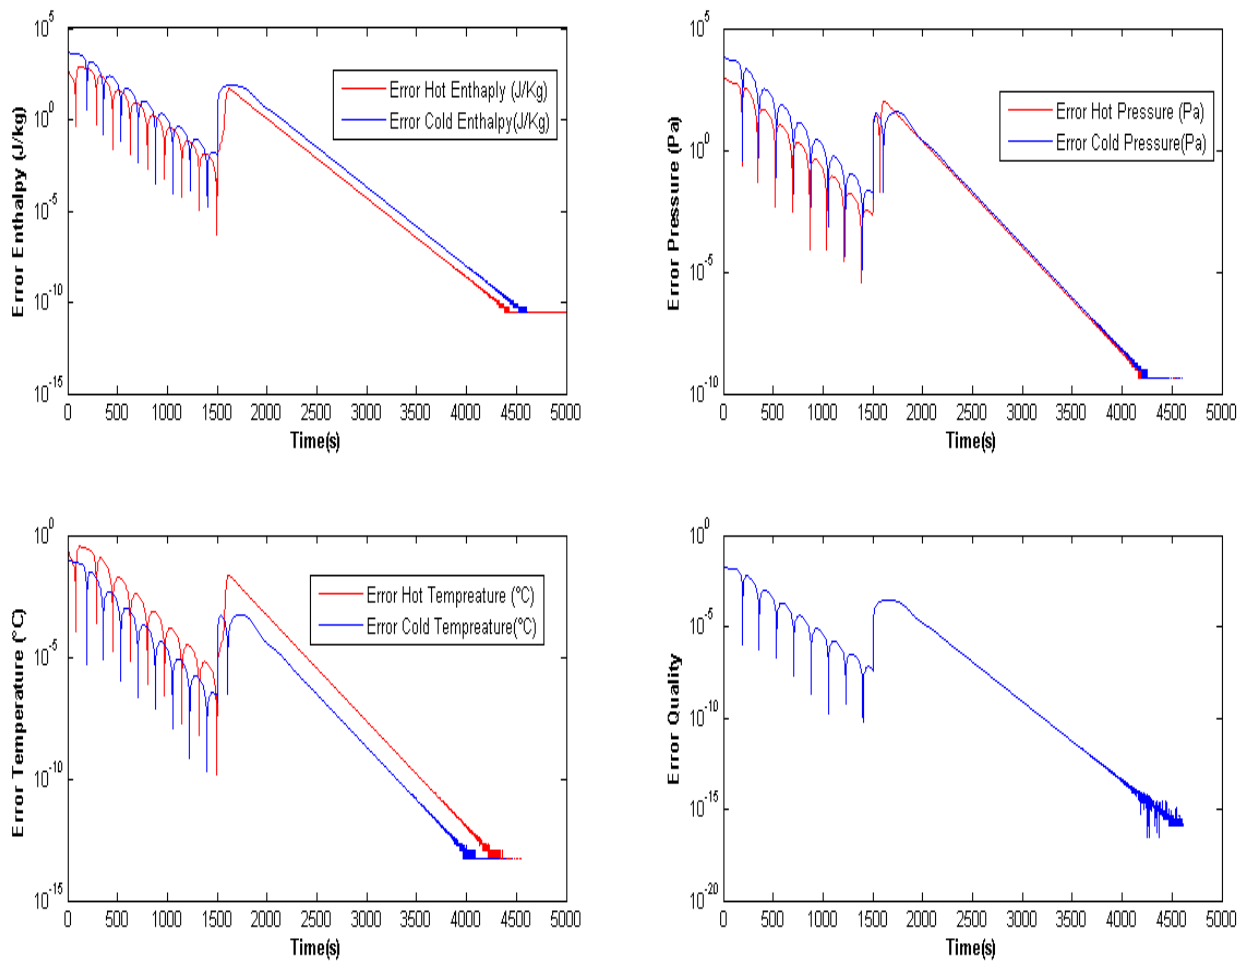 Error Enthalpy (J/kg)
10^5
10^0
10^-5
10^-10
10^-15
Error Hot Enthaply (J/Kg)
Error Cold Enthalpy(J/Kg)
0 500 1000 1500 2000 2500 3000 3500 4000 4500 5000
Time(s)
Error Pressure (Pa)
10^5
10^0
10^-5
10^-10
Error Hot Pressure (Pa)
Error Cold Pressure(Pa)
0 500 1000 1500 2000 2500 3000 3500 4000 4500 5000
Time(s)
Error Temperature (°C)
10^0
10^-5
10^-10
10^-15
Error Hot Tempreature (°C)
Error Cold Tempreature(°C)
0 500 1000 1500 2000 2500 3000 3500 4000 4500 5000
Time(s)
Error Quality
10^0
10^-5
10^-10
10^-15
10^-20
0 500 1000 1500 2000 2500 3000 3500 4000 4500 5000
Time(s)